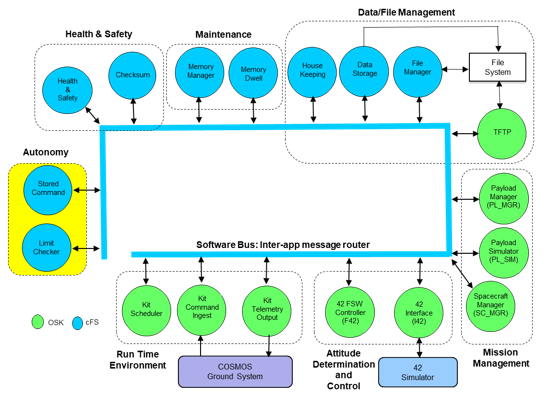 Data/File Management
Health & Safety
Maintenance
Health
&
Safety
Checksum
Memory
Manager
Memory
Dwell
House
Keeping
Data
Storage
File
Manager
File
System
TFTP
Autonomy
Stored
Command
Limit
Checker
Payload
Manager
(PL_MGR)
Payload
Simulator
(PL_SIM)
Spacecraft
Manager
(SC_MGR)
Software Bus: Inter-app message router
Kit
Scheduler
Kit
Command
Ingest
Kit
Telemetry
Output
42 FSW
Controller
(F42)
42
Interface
(I42)
OSK
cFS
Run Time
Environment
Attitude
Determination
and
Control
Mission
Management
COSMOS
Ground System
42
Simulator